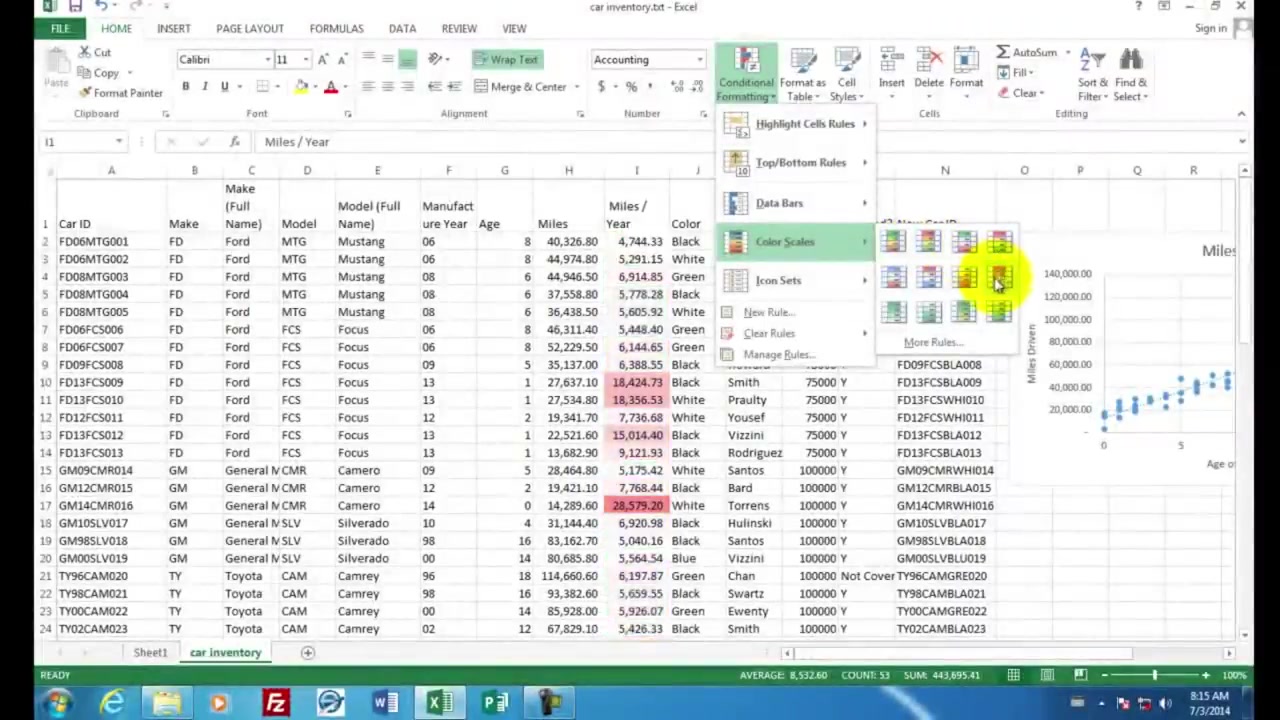 car inventory.txt - Excel
?
FILE HOME INSERT PAGE LAYOUT FORMULAS DATA REVIEW VIEW Sign in
Paste
Cut
Copy
Format Painter
Clipboard
Calibri 11
B I U
Font
Wrap Text
Merge & Center
Alignment
Accounting
$ % ,
Number
Conditional
Formatting
Format as
Table
Cell
Styles
Insert
Delete
Format
Cells
AutoSum
Fill
Clear
Sort &
Filter
Find &
Select
Editing
I1 fx Miles / Year
Highlight Cells Rules
Top/Bottom Rules
Data Bars
Color Scales
Icon Sets
New Rule...
Clear Rules
Manage Rules...
More Rules...
A B C D E F G H I J N O P Q R
1 Car ID Make Make (Full Name) Model Model (Full Name) Manufact ure Year Age Miles Miles / Year Color
2 FD06MTG001 FD Ford MTG Mustang 06 8 40,326.80 4,744.33 Black
3 FD06MTG002 FD Ford MTG Mustang 06 8 44,974.80 5,291.15 White
4 FD08MTG003 FD Ford MTG Mustang 08 6 44,946.50 6,914.85 Green
5 FD08MTG004 FD Ford MTG Mustang 08 6 37,558.80 5,778.28 Black
6 FD08MTG005 FD Ford MTG Mustang 08 6 36,438.50 5,605.92 White
7 FD06FCS006 FD Ford FCS Focus 06 8 46,311.40 5,448.40 Green
8 FD06FCS007 FD Ford FCS Focus 06 8 52,229.50 6,144.65 Green
9 FD09FCS008 FD Ford FCS Focus 09 5 35,137.00 6,388.55 Black FD09FCSBLA008
10 FD13FCS009 FD Ford FCS Focus 13 1 27,637.10 18,424.73 Black Smith 75000 Y FD13FCSBLA009
11 FD13FCS010 FD Ford FCS Focus 13 1 27,534.80 18,356.53 White Praulty 75000 Y FD13FCSWHI010
12 FD12FCS011 FD Ford FCS Focus 12 2 19,341.70 7,736.68 White Yousef 75000 Y FD12FCSWHI011
13 FD13FCS012 FD Ford FCS Focus 13 1 22,521.60 15,014.40 Black Vizzini 75000 Y FD13FCSBLA012
14 FD13FCS013 FD Ford FCS Focus 13 1 13,682.90 9,121.93 Black Rodriguez 75000 Y FD13FCSBLA013
15 GM09CMR014 GM General M CMR Camero 09 5 28,464.80 5,175.42 White Santos 100000 Y GM09CMRWHI014
16 GM12CMR015 GM General M CMR Camero 12 2 19,421.10 7,768.44 Black Bard 100000 Y GM12CMRBLA015
17 GM14CMR016 GM General M CMR Camero 14 0 14,289.60 28,579.20 White Torrens 100000 Y GM14CMRWHI016
18 GM10SLV017 GM General M SLV Silverado 10 4 31,144.40 6,920.98 Black Hulinski 100000 Y GM10SLVBLA017
19 GM98SLV018 GM General M SLV Silverado 98 16 83,162.70 5,040.16 Black Santos 100000 Y GM98SLVBLA018
20 GM00SLV019 GM General M SLV Silverado 00 14 80,685.80 5,564.54 Blue Vizzini 100000 Y GM00SLVBLU019
21 TY96CAM020 TY Toyota CAM Camrey 96 18 114,660.60 6,197.87 Green Chan 100000 Not Cover TY96CAMGRE020
22 TY98CAM021 TY Toyota CAM Camrey 98 16 93,382.60 5,659.55 Black Swartz 100000 Y TY98CAMBLA021
23 TY00CAM022 TY Toyota CAM Camrey 00 14 85,928.00 5,926.07 Green Ewenty 100000 Y TY00CAMGRE022
24 TY02CAM023 TY Toyota CAM Camrey 02 12 67,829.10 5,426.33 Black Smith 100000 Y TY02CAMBLA023
Miles
Miles Driven
140,000.00
120,000.00
100,000.00
80,000.00
60,000.00
40,000.00
20,000.00
-
0 5
Age of
Sheet1 car inventory
READY AVERAGE: 8,532.60 COUNT: 53 SUM: 443,695.41 100%
8:15 AM
7/3/2014